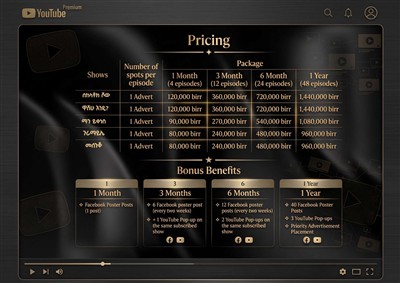 YouTube Premium
Pricing
Shows
Number of spots per episode
Package
1 Month (4 episodes)
3 Month (12 episodes)
6 Month (24 episodes)
1 Year (48 episodes)
1 Advert 120,000 birr 360,000 birr 720,000 birr 1,440,000 birr
1 Advert 120,000 birr 360,000 birr 720,000 birr 1,440,000 birr
1 Advert 90,000 birr 270,000 birr 540,000 birr 1,080,000 birr
1 Advert 80,000 birr 240,000 birr 480,000 birr 960,000 birr
1 Advert 80,000 birr 240,000 birr 480,000 birr 960,000 birr
Bonus Benefits
1
1 Month
Facebook Poster Posts
(1 post)
3
3 Months
6 Facebook poster
post (every two weeks)
+ 1 YouTube Pop-up on
the same subscribed
show
6
6 Months
12 Facebook poster
posts (every two weeks)
2 YouTube Pop-ups on
the same subscribed
show
1 Year
1 Year
40 Facebook Poster
Posts
3 YouTube Pop-ups
Priority Advertisement
Placement